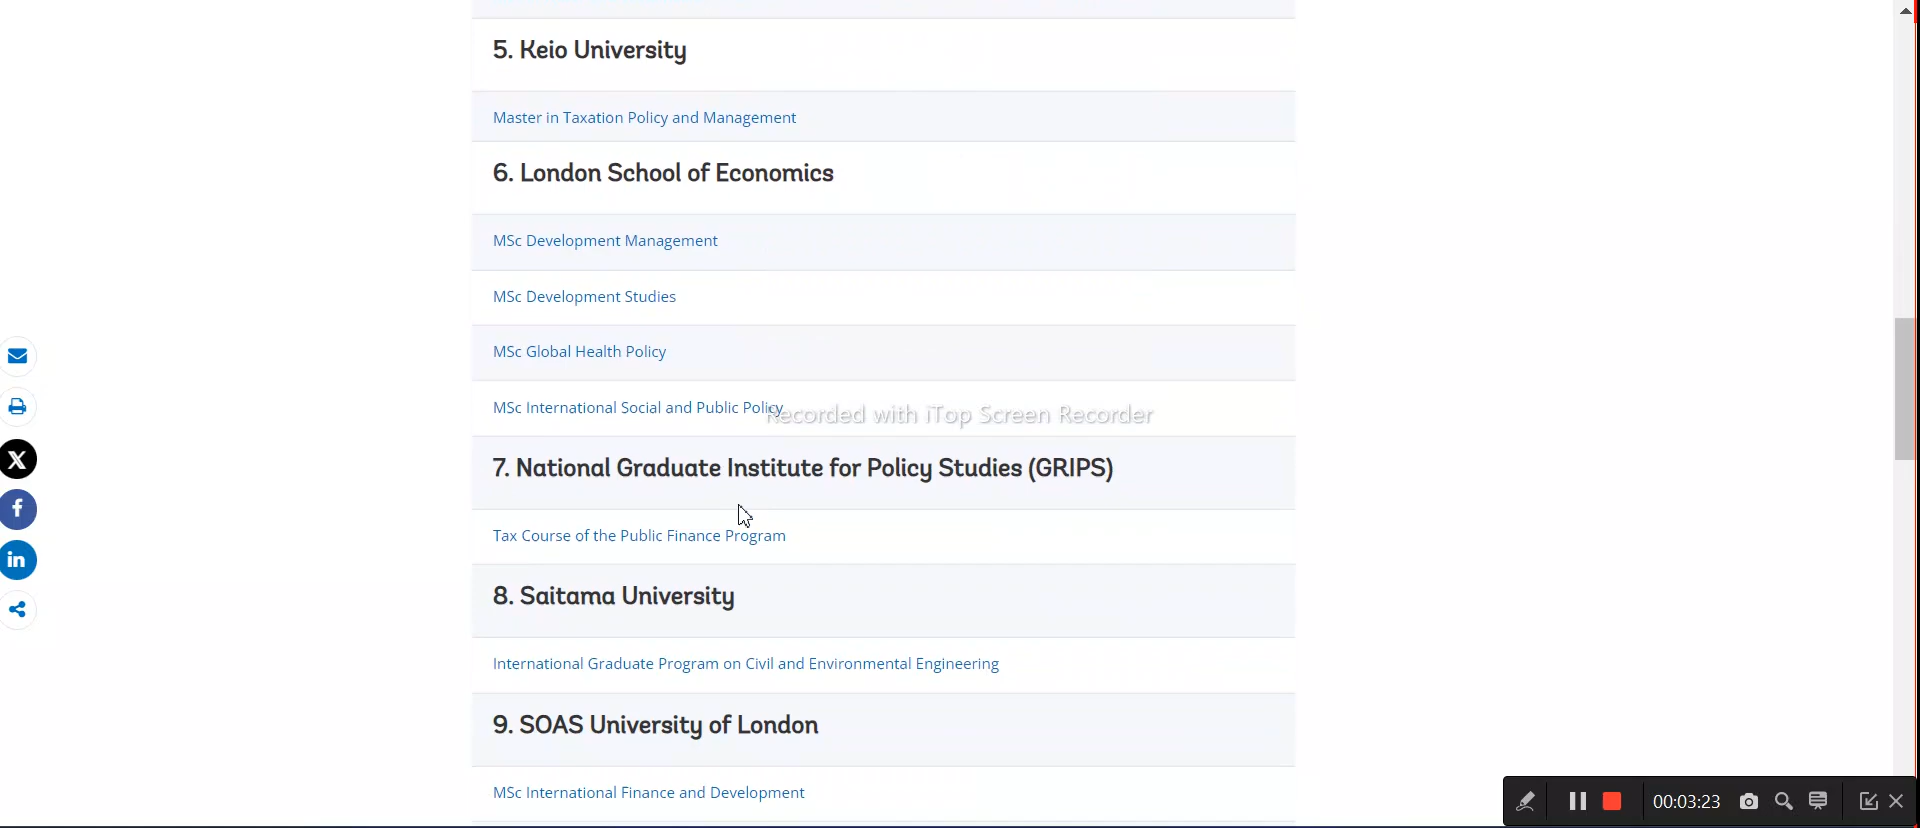 5. Keio University
Master in Taxation Policy and Management
6. London School of Economics
MSc Development Management
MSc Development Studies
MSc Global Health Policy
MSc International Social and Public Policy
Recorded with iTop Screen Recorder
7. National Graduate Institute for Policy Studies (GRIPS)
Tax Course of the Public Finance Program
8. Saitama University
International Graduate Program on Civil and Environmental Engineering
9. SOAS University of London
MSc International Finance and Development
00:03:23